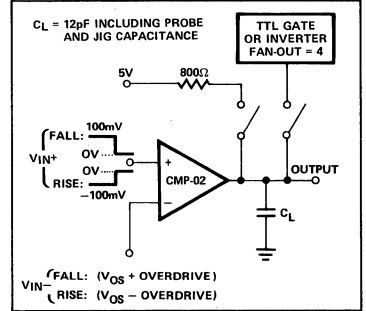 CL = 12pF INCLUDING PROBE
AND JIG CAPACITANCE
TTL GATE
OR INVERTER
FAN-OUT = 4
5V
800Ω
FALL: 100mV
0V
VIN+
0V
RISE: -100mV
+
CMP-02
−
OUTPUT
CL
VIN− FALL: (VOS + OVERDRIVE)
RISE: (VOS − OVERDRIVE)